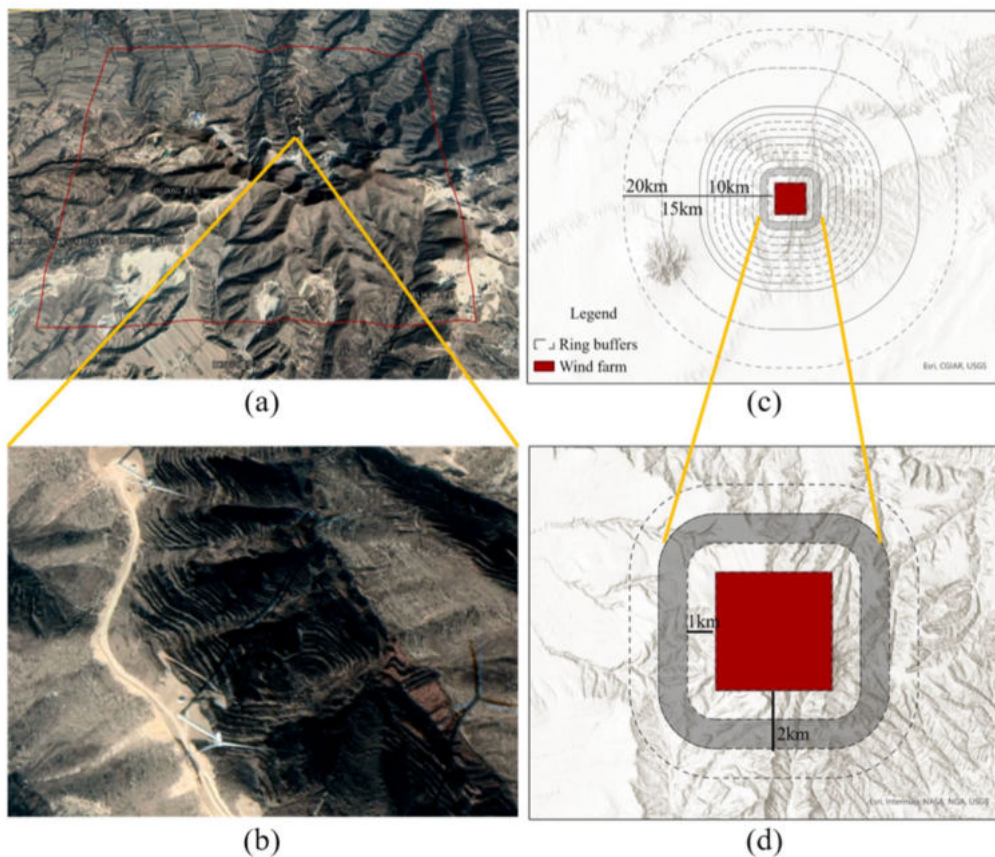 20km
10km
15km
Legend
Ring buffers
Wind farm
Esri, CGIAR, USGS
(a)
(c)
1km
2km
Esri, Intermap, NASA, NGA, USGS
(b)
(d)